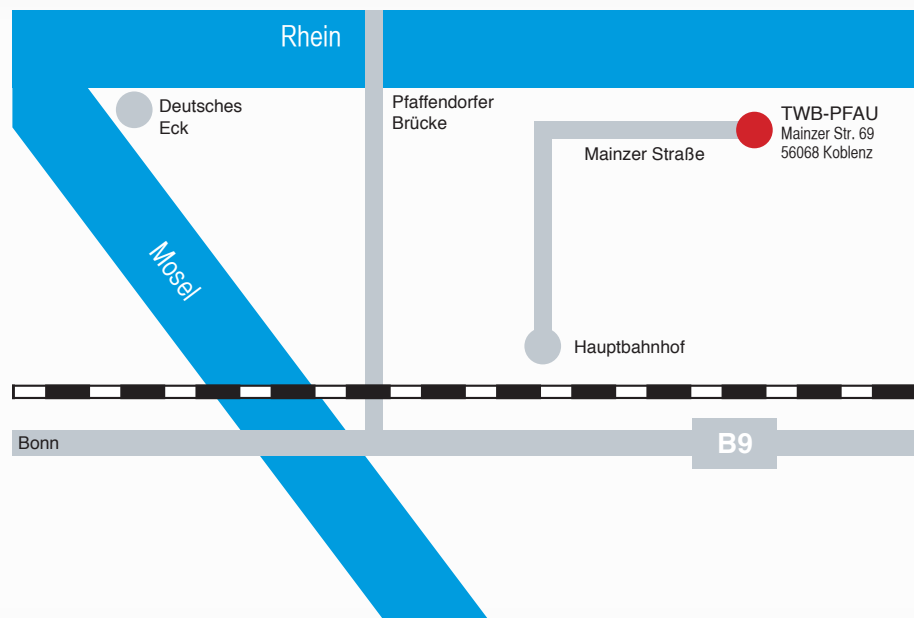 Rhein
Deutsches
Eck
Pfaffendorfer
Brücke
TWB-PFAU
Mainzer Str. 69
56068 Koblenz
Mainzer Straße
Mosel
Hauptbahnhof
Bonn
B9